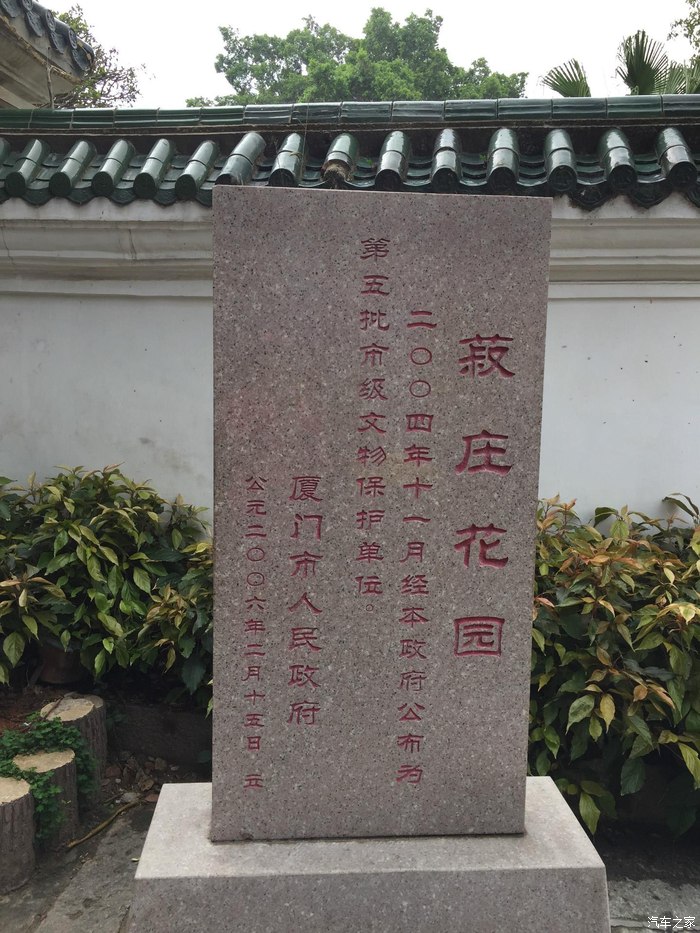 菽庄花园
二〇〇四年十一月经本政府公布为
第五批市级文物保护单位。
厦门市人民政府
公元二〇〇六年二月十五日 立
汽车之家